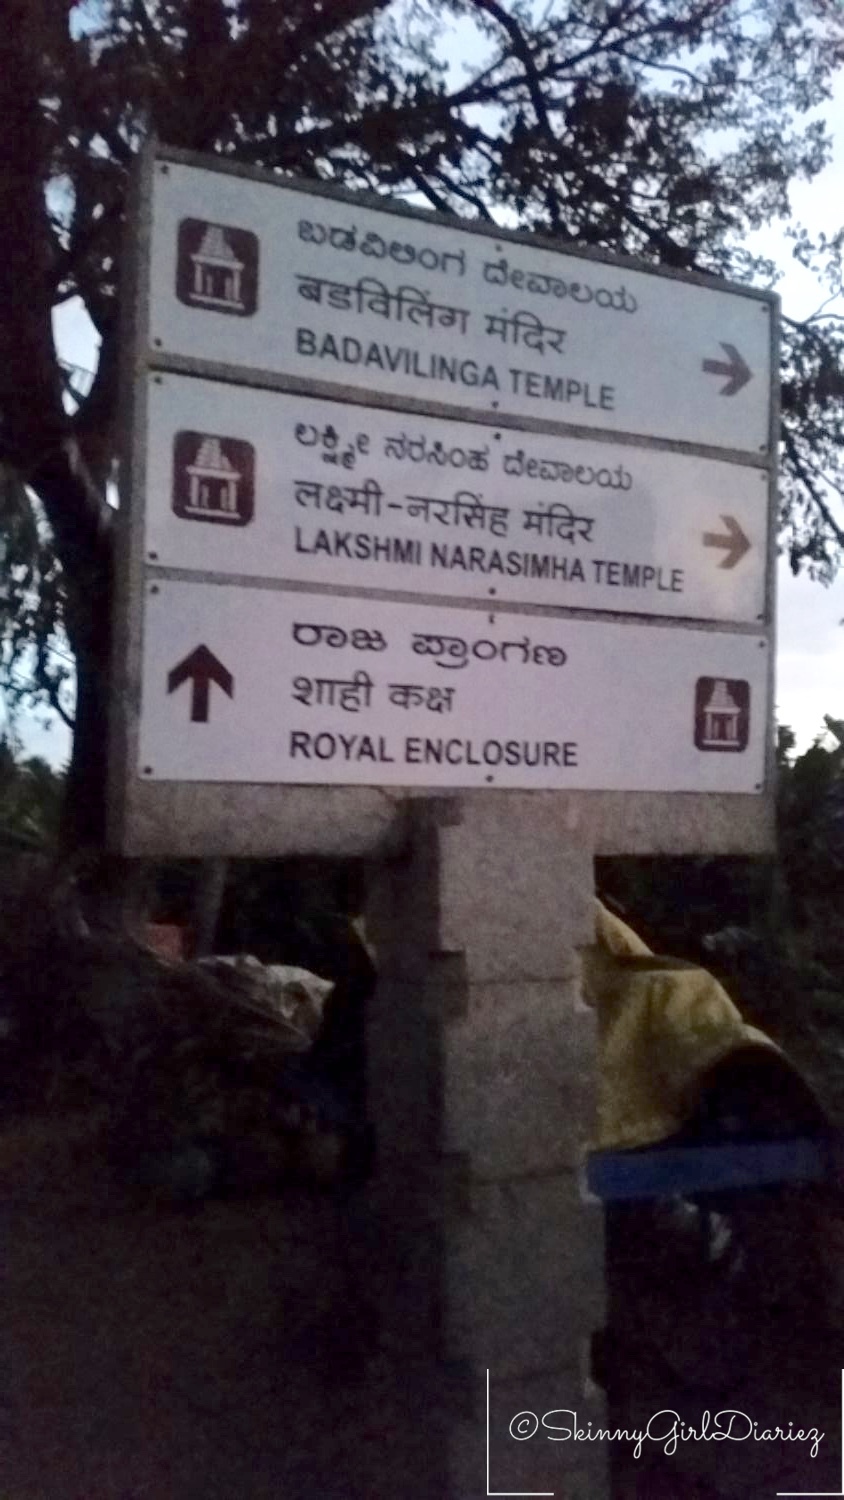 ಬಡವಿಲಿಂಗ ದೇವಾಲಯ
बडविलिंग मंदिर
BADAVILINGA TEMPLE
ಲಕ್ಷ್ಮೀ ನರಸಿಂಹ ದೇವಾಲಯ
लक्ष्मी-नरसिंह मंदिर
LAKSHMI NARASIMHA TEMPLE
ರಾಜ ಪ್ರಾಂಗಣ
शाही कक्ष
ROYAL ENCLOSURE
©SkinnyGirlDiariez